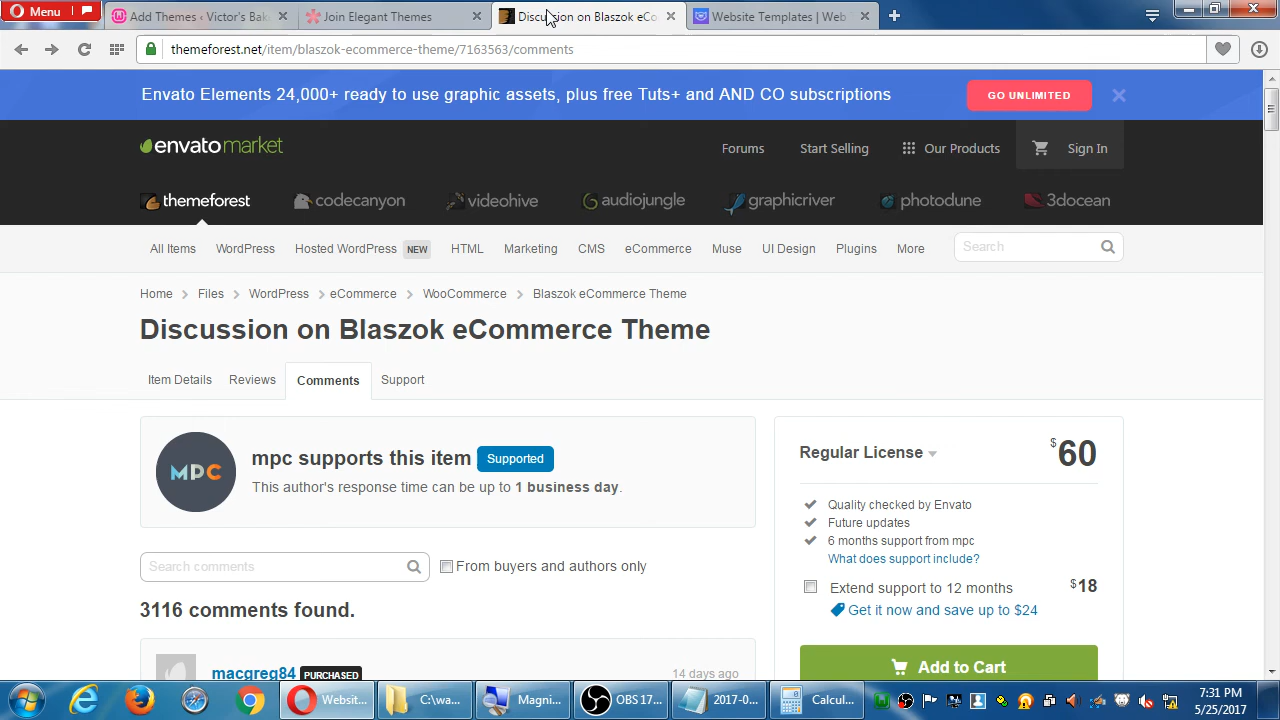 Menu
Add Themes ‹ Victor's Bak
Join Elegant Themes
Discussion on Blaszok eCo
Website Templates | Web T
themeforest.net/item/blaszok-ecommerce-theme/7163563/comments
Envato Elements 24,000+ ready to use graphic assets, plus free Tuts+ and AND CO subscriptions
GO UNLIMITED
envatomarket
Forums
Start Selling
Our Products
Sign In
themeforest
codecanyon
videohive
audiojungle
graphicriver
photodune
3docean
All Items
WordPress
Hosted WordPress NEW
HTML
Marketing
CMS
eCommerce
Muse
UI Design
Plugins
More
Search
Home
Files
WordPress
eCommerce
WooCommerce
Blaszok eCommerce Theme
Discussion on Blaszok eCommerce Theme
Item Details
Reviews
Comments
Support
MPC
mpc supports this item Supported
This author's response time can be up to 1 business day.
Search comments
From buyers and authors only
3116 comments found.
macgreg84 PURCHASED
14 days ago
Regular License
$60
Quality checked by Envato
Future updates
6 months support from mpc
What does support include?
Extend support to 12 months
$18
Get it now and save up to $24
Add to Cart
Websit...
C:\wa...
Magni...
OBS 17...
2017-0...
Calcul...
7:31 PM
5/25/2017